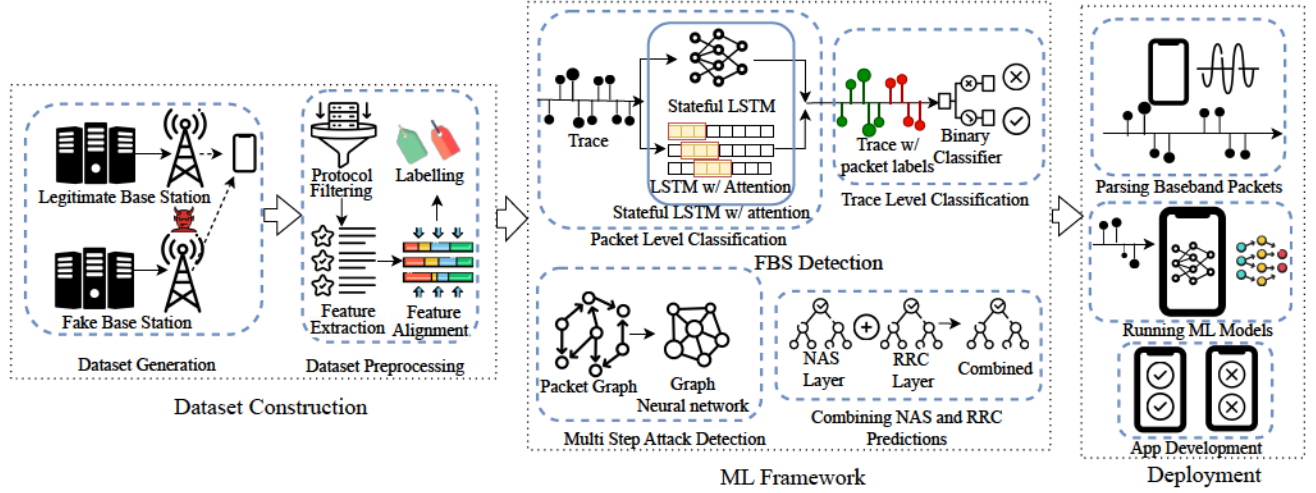 Legitimate Base Station
Fake Base Station
Dataset Generation
Protocol
Filtering
Labelling
Feature
Extraction
Feature
Alignment
Dataset Preprocessing
Dataset Construction
Trace
Stateful LSTM
LSTM w/ Attention
Stateful LSTM w/ attention
Packet Level Classification
Trace w/
packet labels
Binary
Classifier
Trace Level Classification
FBS Detection
Packet Graph
Graph
Neural network
Multi Step Attack Detection
NAS
Layer
RRC
Layer
Combined
Combining NAS and RRC
Predictions
ML Framework
Parsing Baseband Packets
Running ML Models
App Development
Deployment